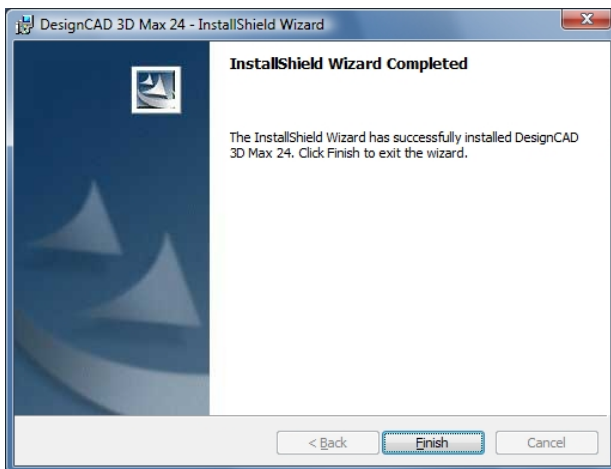 DesignCAD 3D Max 24 - InstallShield Wizard
InstallShield Wizard Completed
The InstallShield Wizard has successfully installed DesignCAD
3D Max 24. Click Finish to exit the wizard.
< Back
Finish
Cancel